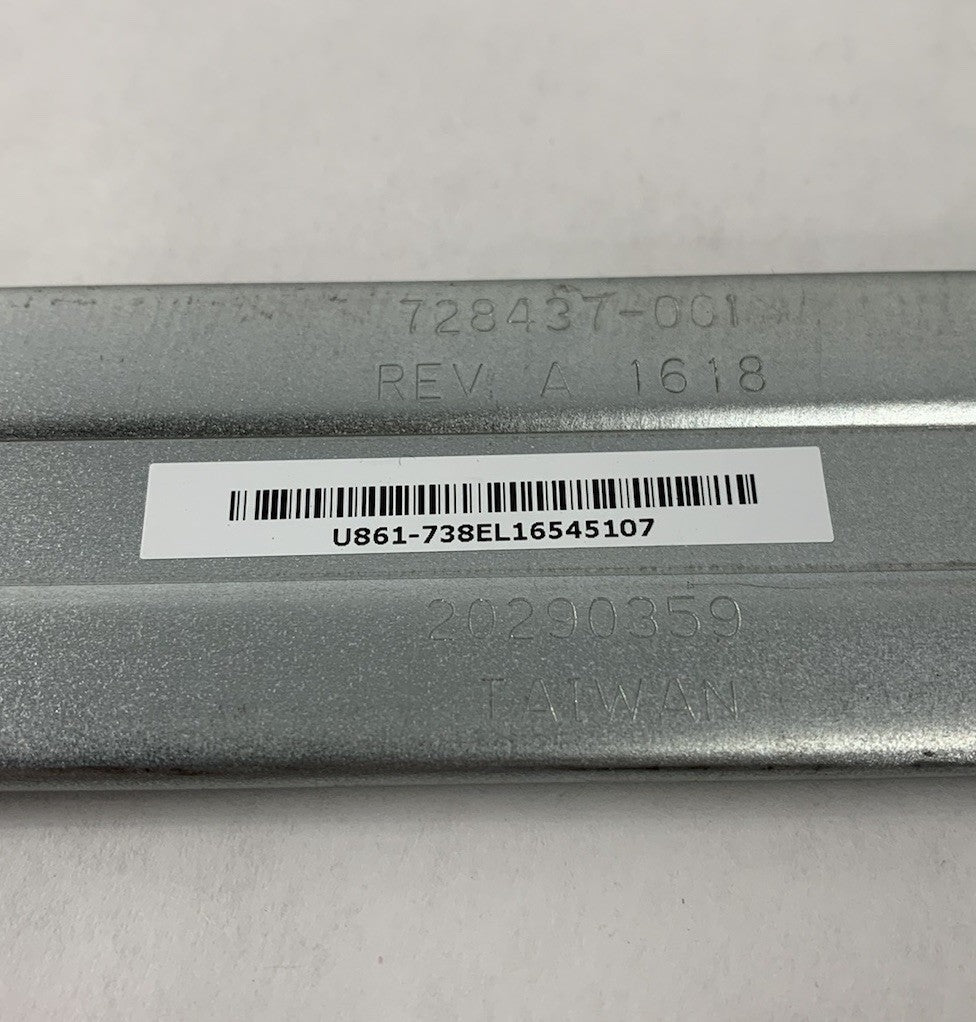 728437-001
REV. A 1618
U861-738EL16545107
20290359
TAIWAN